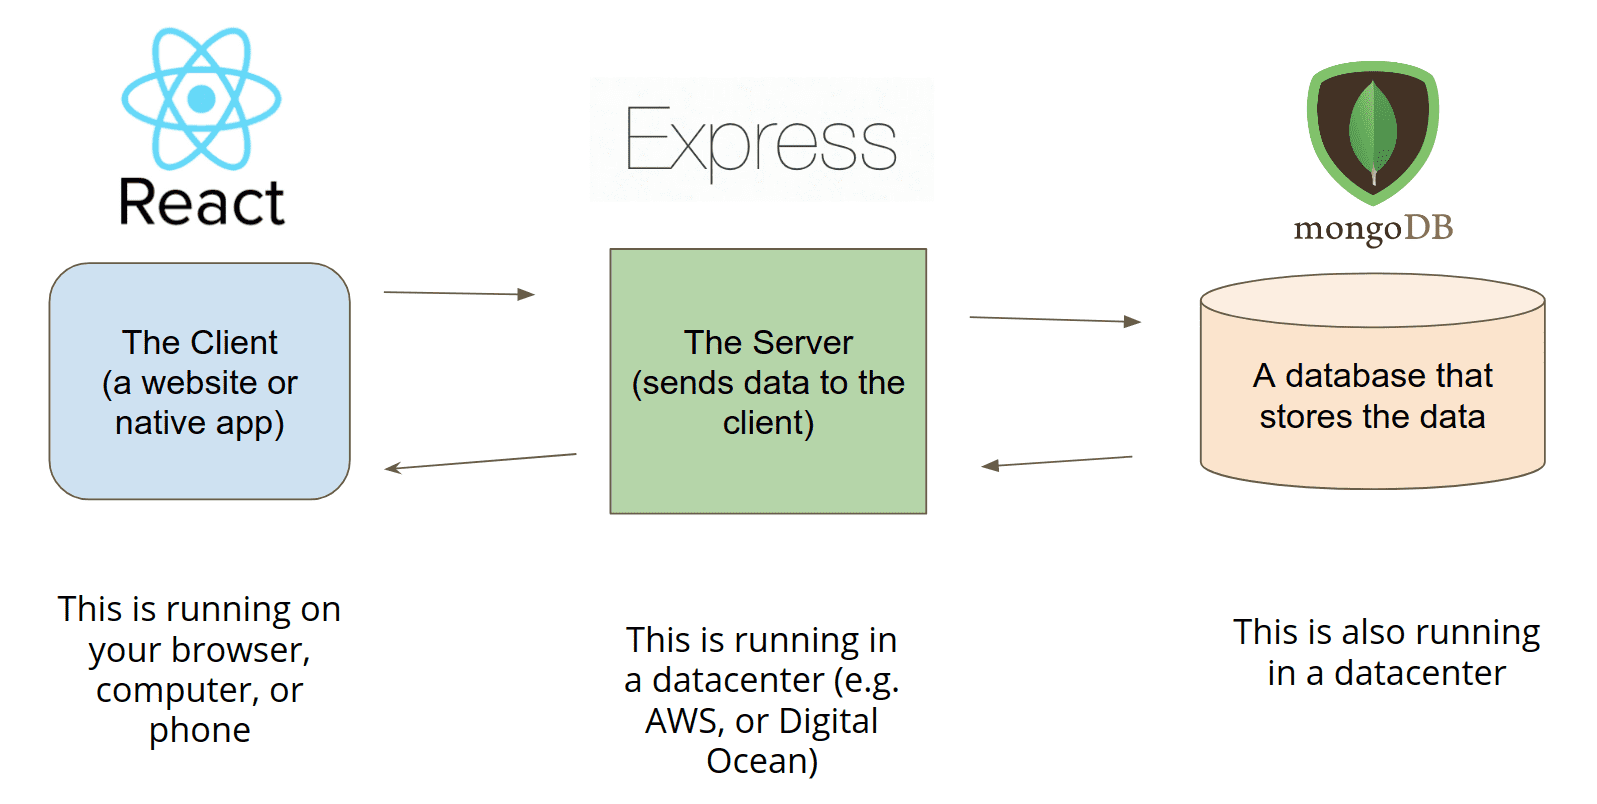 React
Express
mongoDB
The Client
(a website or
native app)
The Server
(sends data to the
client)
A database that
stores the data
This is running on
your browser,
computer, or
phone
This is running in
a datacenter (e.g.
AWS, or Digital
Ocean)
This is also running
in a datacenter